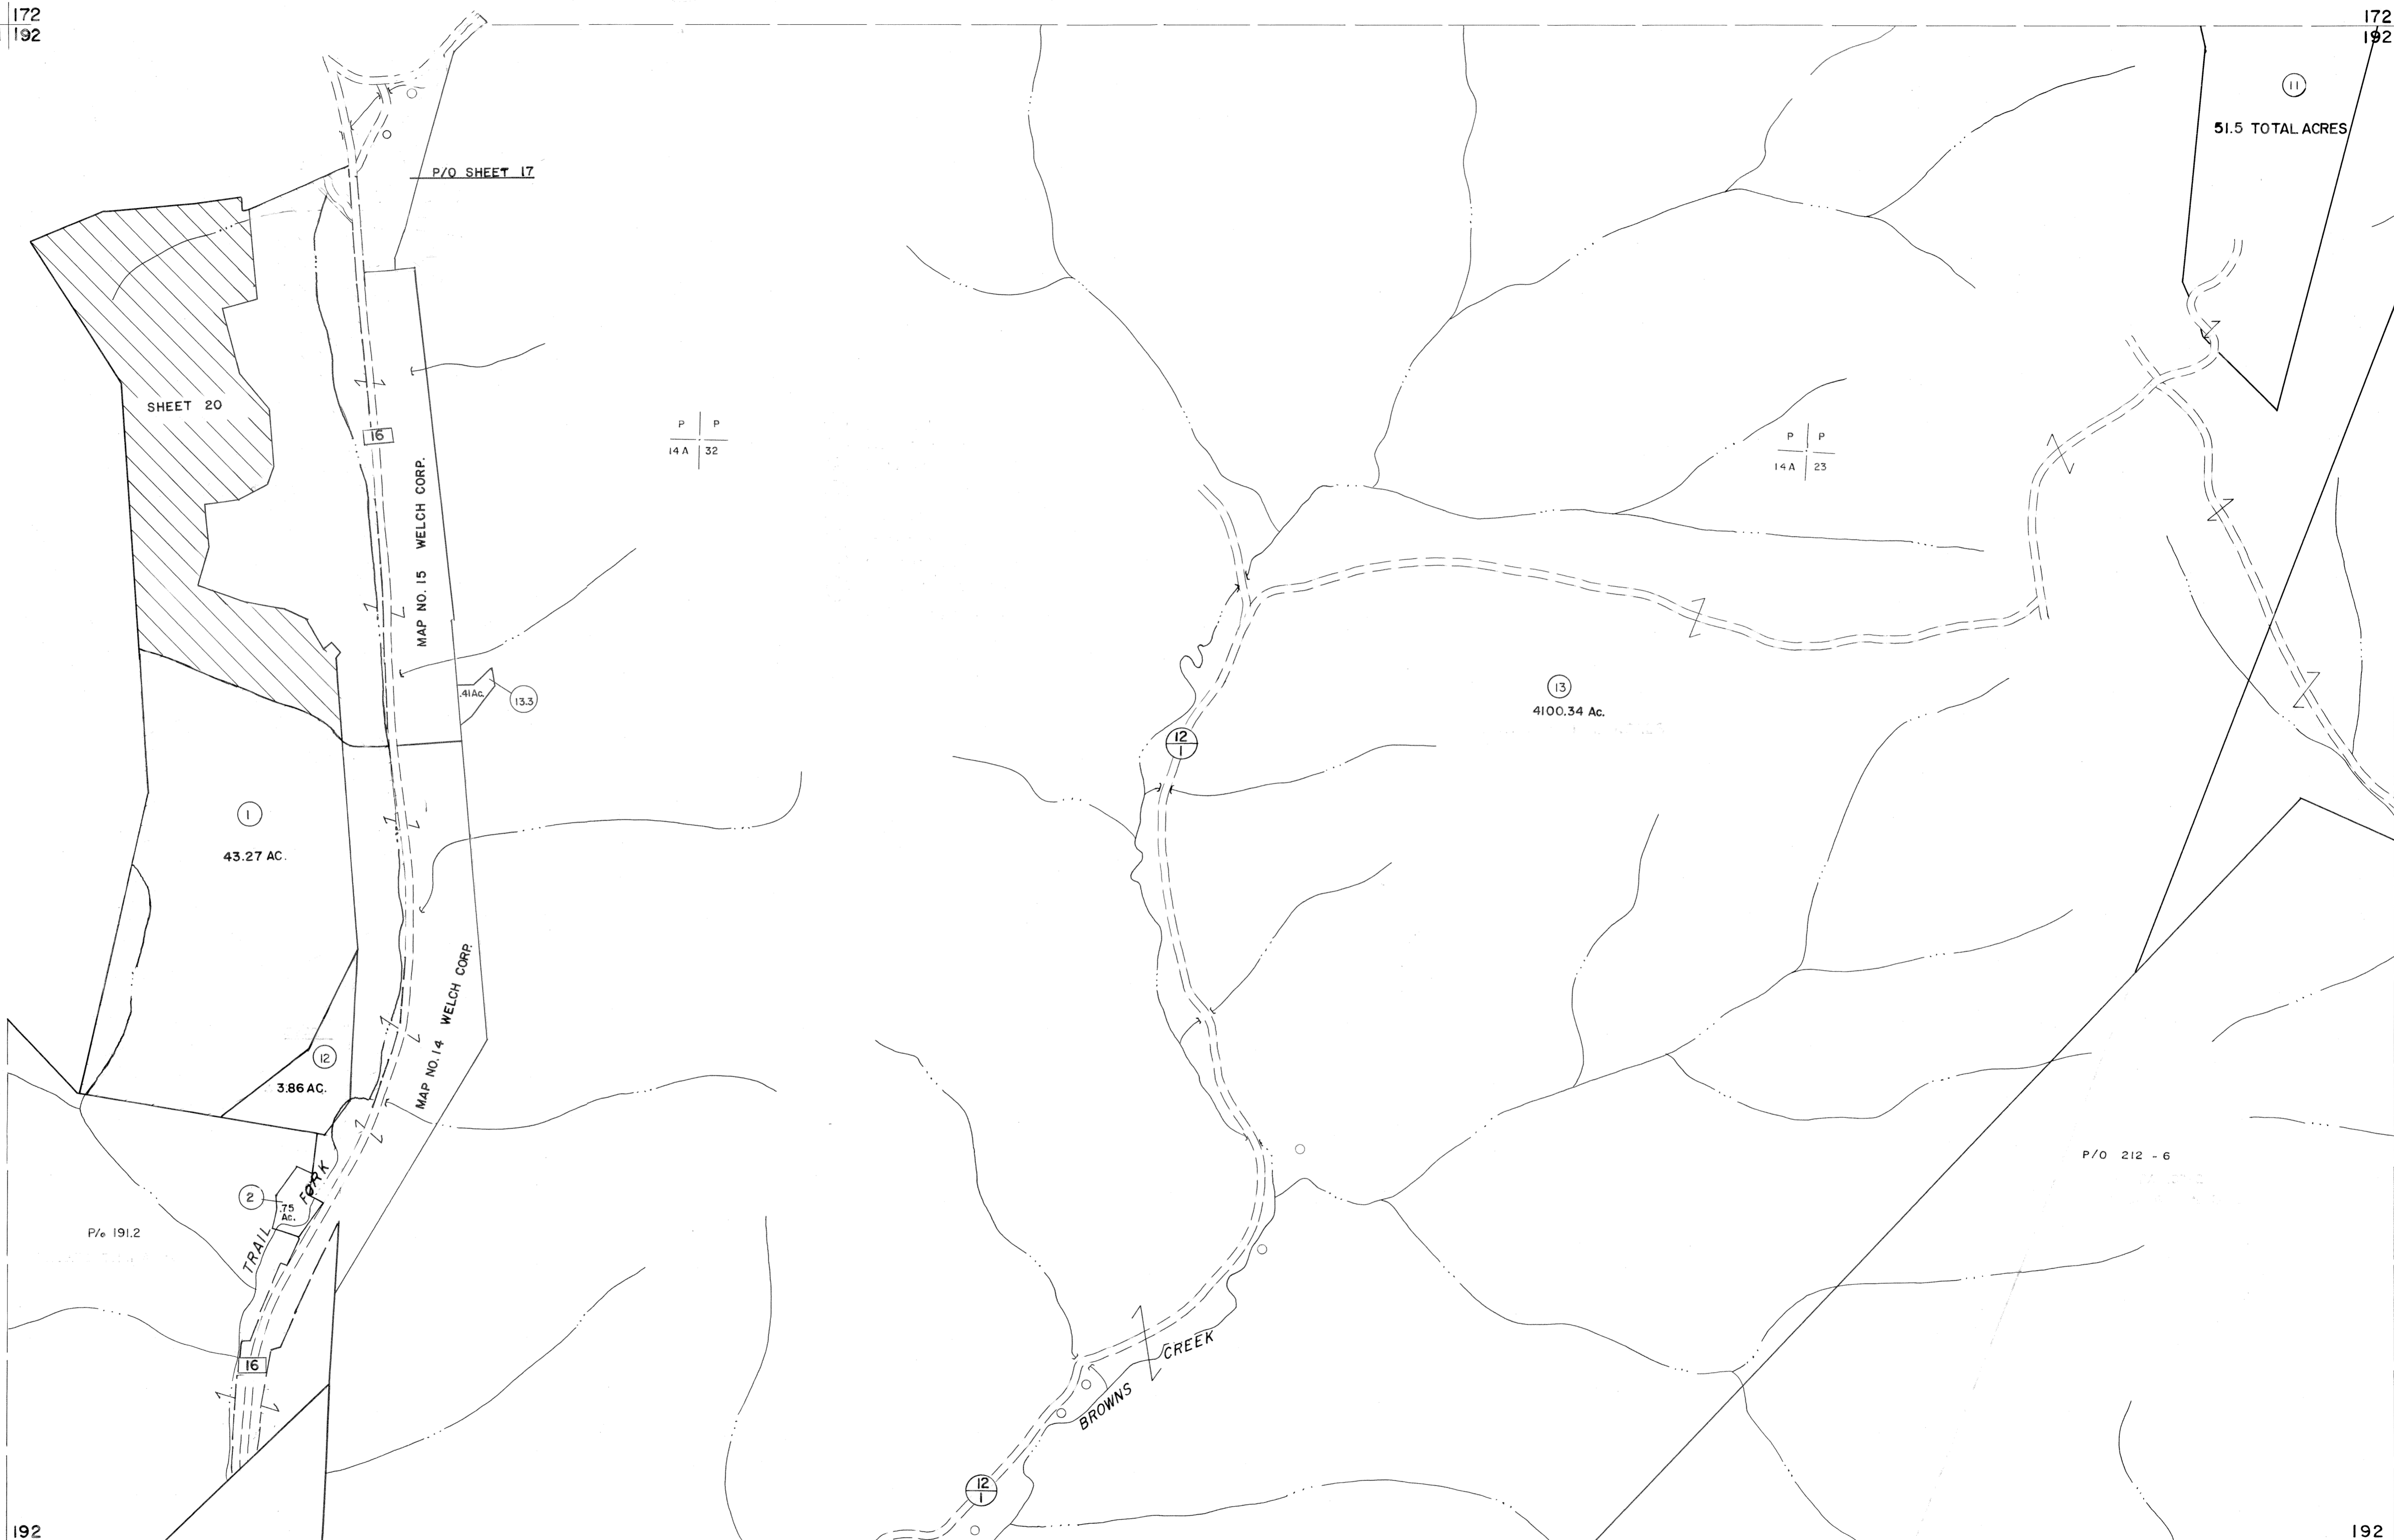 172
192
172
192
11
51.5 TOTAL ACRES
P/O SHEET 17
SHEET 20
16
MAP NO. 15 WELCH CORP.
P P
14A 32
P P
14A 23
.41Ac.
13.3
13
4100.34 Ac.
12
1
1
43.27 AC.
MAP NO. 14 WELCH CORP.
12
3.86 AC.
2
.75
Ac.
TRAIL FORK
P/o 191.2
P/O 212 - 6
16
BROWNS CREEK
12
1
192
192